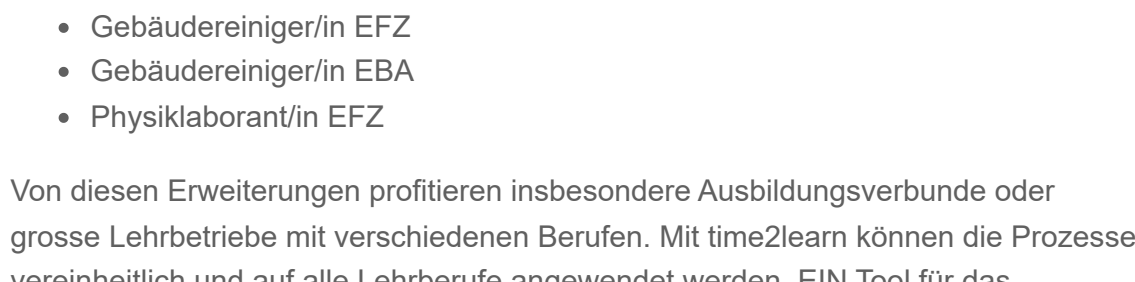 Gebäudereiniger/in EFZ
Gebäudereiniger/in EBA
Physiklaborant/in EFZ
Von diesen Erweiterungen profitieren insbesondere Ausbildungsverbunde oder
grosse Lehrbetriebe mit verschiedenen Berufen. Mit time2learn können die Prozesse
vereinheitlich und auf alle Lehrberufe angewendet werden. EIN Tool für das